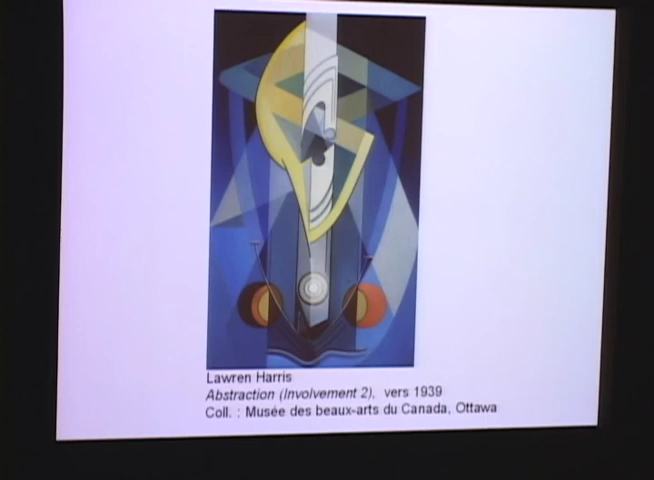 Lawren Harris
Abstraction (Involvement 2), vers 1939
Coll. : Musée des beaux-arts du Canada, Ottawa